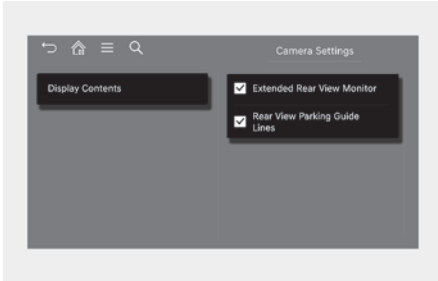 Camera Settings
Display Contents
Extended Rear View Monitor
Rear View Parking Guide
Lines